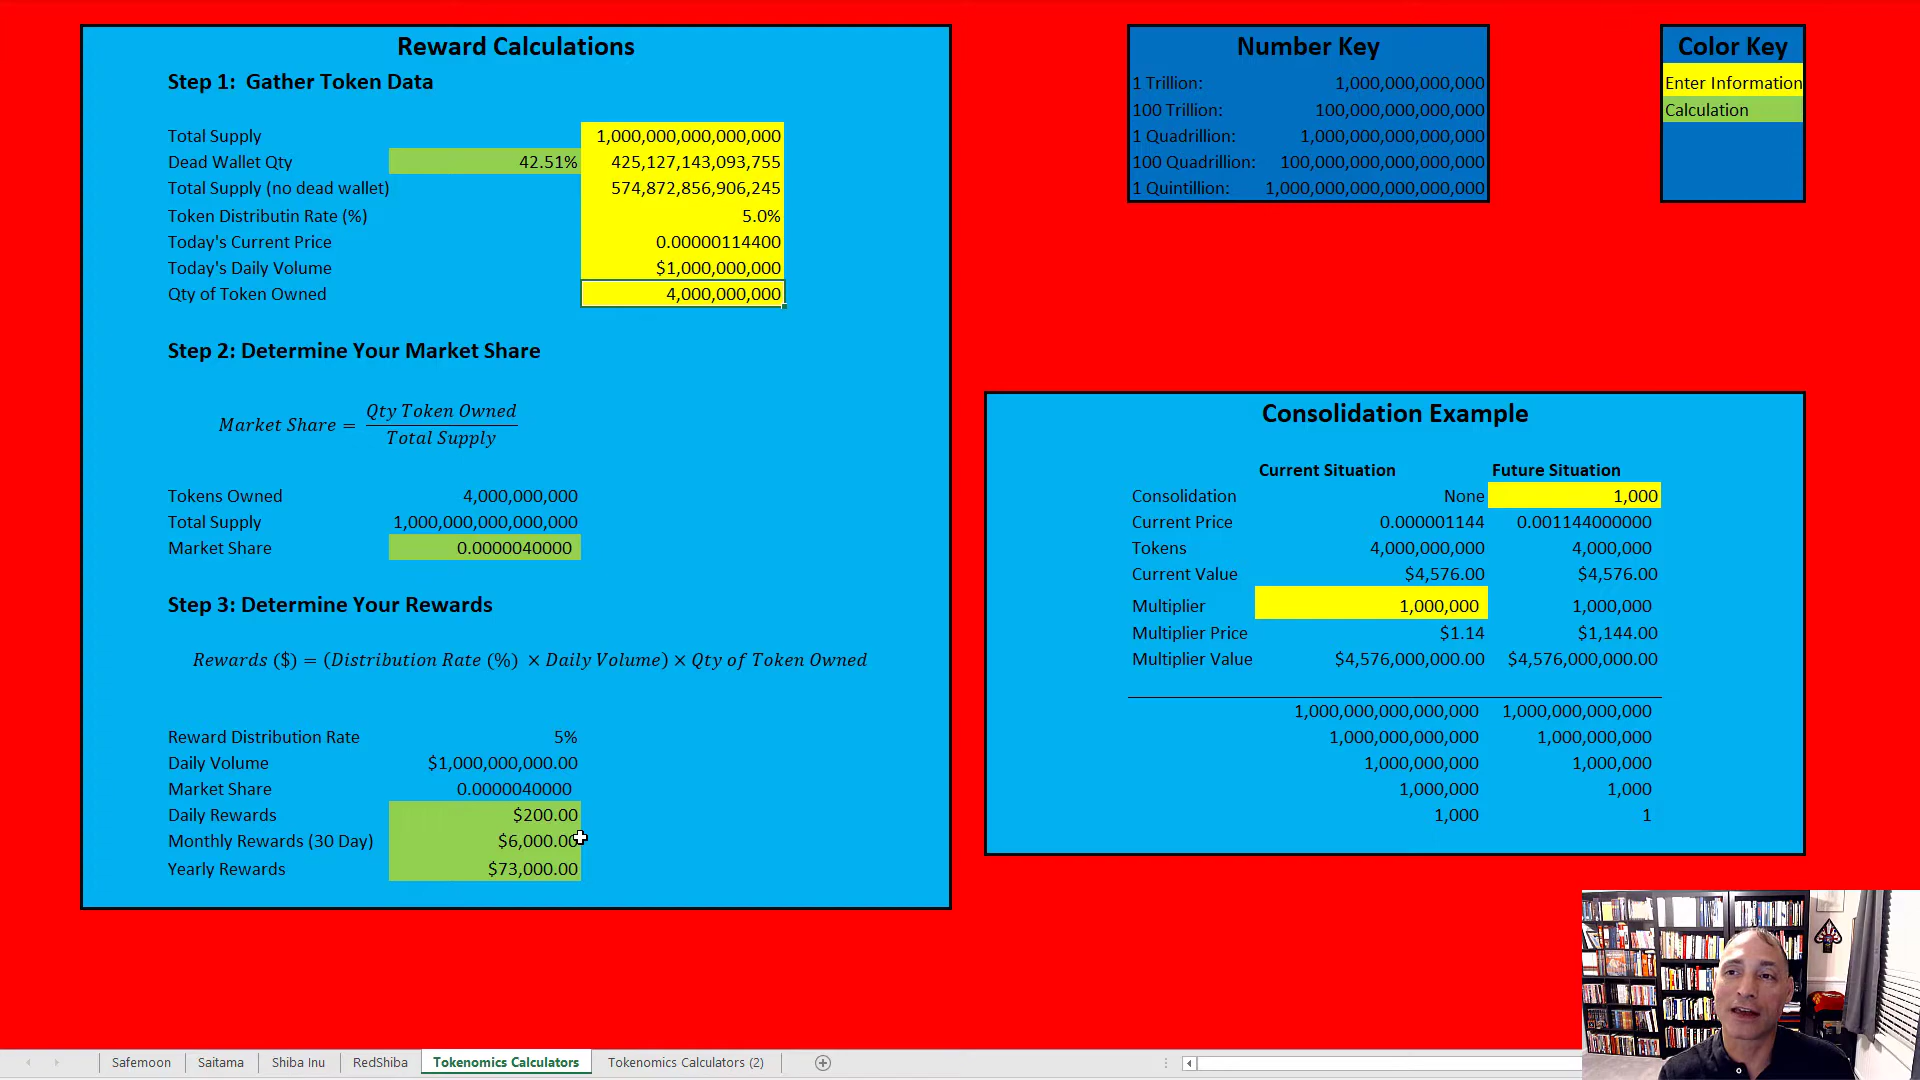 Reward Calculations
Step 1:  Gather Token Data
Total Supply 1,000,000,000,000,000
Dead Wallet Qty 42.51% 425,127,143,093,755
Total Supply (no dead wallet) 574,872,856,906,245
Token Distributin Rate (%) 5.0%
Today's Current Price 0.00000114400
Today's Daily Volume $1,000,000,000
Qty of Token Owned 4,000,000,000
Step 2: Determine Your Market Share
Market Share = Qty Token Owned
Total Supply
Tokens Owned 4,000,000,000
Total Supply 1,000,000,000,000,000
Market Share 0.0000040000
Step 3: Determine Your Rewards
Rewards ($) = (Distribution Rate (%) × Daily Volume) × Qty of Token Owned
Reward Distribution Rate 5%
Daily Volume $1,000,000,000.00
Market Share 0.0000040000
Daily Rewards $200.00
Monthly Rewards (30 Day) $6,000.00
Yearly Rewards $73,000.00
Number Key
1 Trillion: 1,000,000,000,000
100 Trillion: 100,000,000,000,000
1 Quadrillion: 1,000,000,000,000,000
100 Quadrillion: 100,000,000,000,000,000
1 Quintillion: 1,000,000,000,000,000,000
Color Key
Enter Information
Calculation
Consolidation Example
Current Situation Future Situation
Consolidation None 1,000
Current Price 0.000001144 0.001144000000
Tokens 4,000,000,000 4,000,000
Current Value $4,576.00 $4,576.00
Multiplier 1,000,000 1,000,000
Multiplier Price $1.14 $1,144.00
Multiplier Value $4,576,000,000.00 $4,576,000,000.00
1,000,000,000,000,000 1,000,000,000,000,000
1,000,000,000,000 1,000,000,000
1,000,000,000 1,000,000
1,000,000 1,000
1,000 1
Safemoon Saitama Shiba Inu RedShiba Tokenomics Calculators Tokenomics Calculators (2)